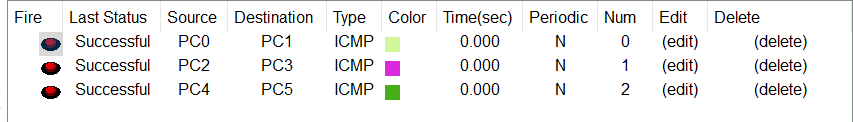 Fire Last Status Source Destination Type Color Time(sec) Periodic Num Edit Delete
Successful PC0 PC1 ICMP 0.000 N 0 (edit) (delete)
Successful PC2 PC3 ICMP 0.000 N 1 (edit) (delete)
Successful PC4 PC5 ICMP 0.000 N 2 (edit) (delete)